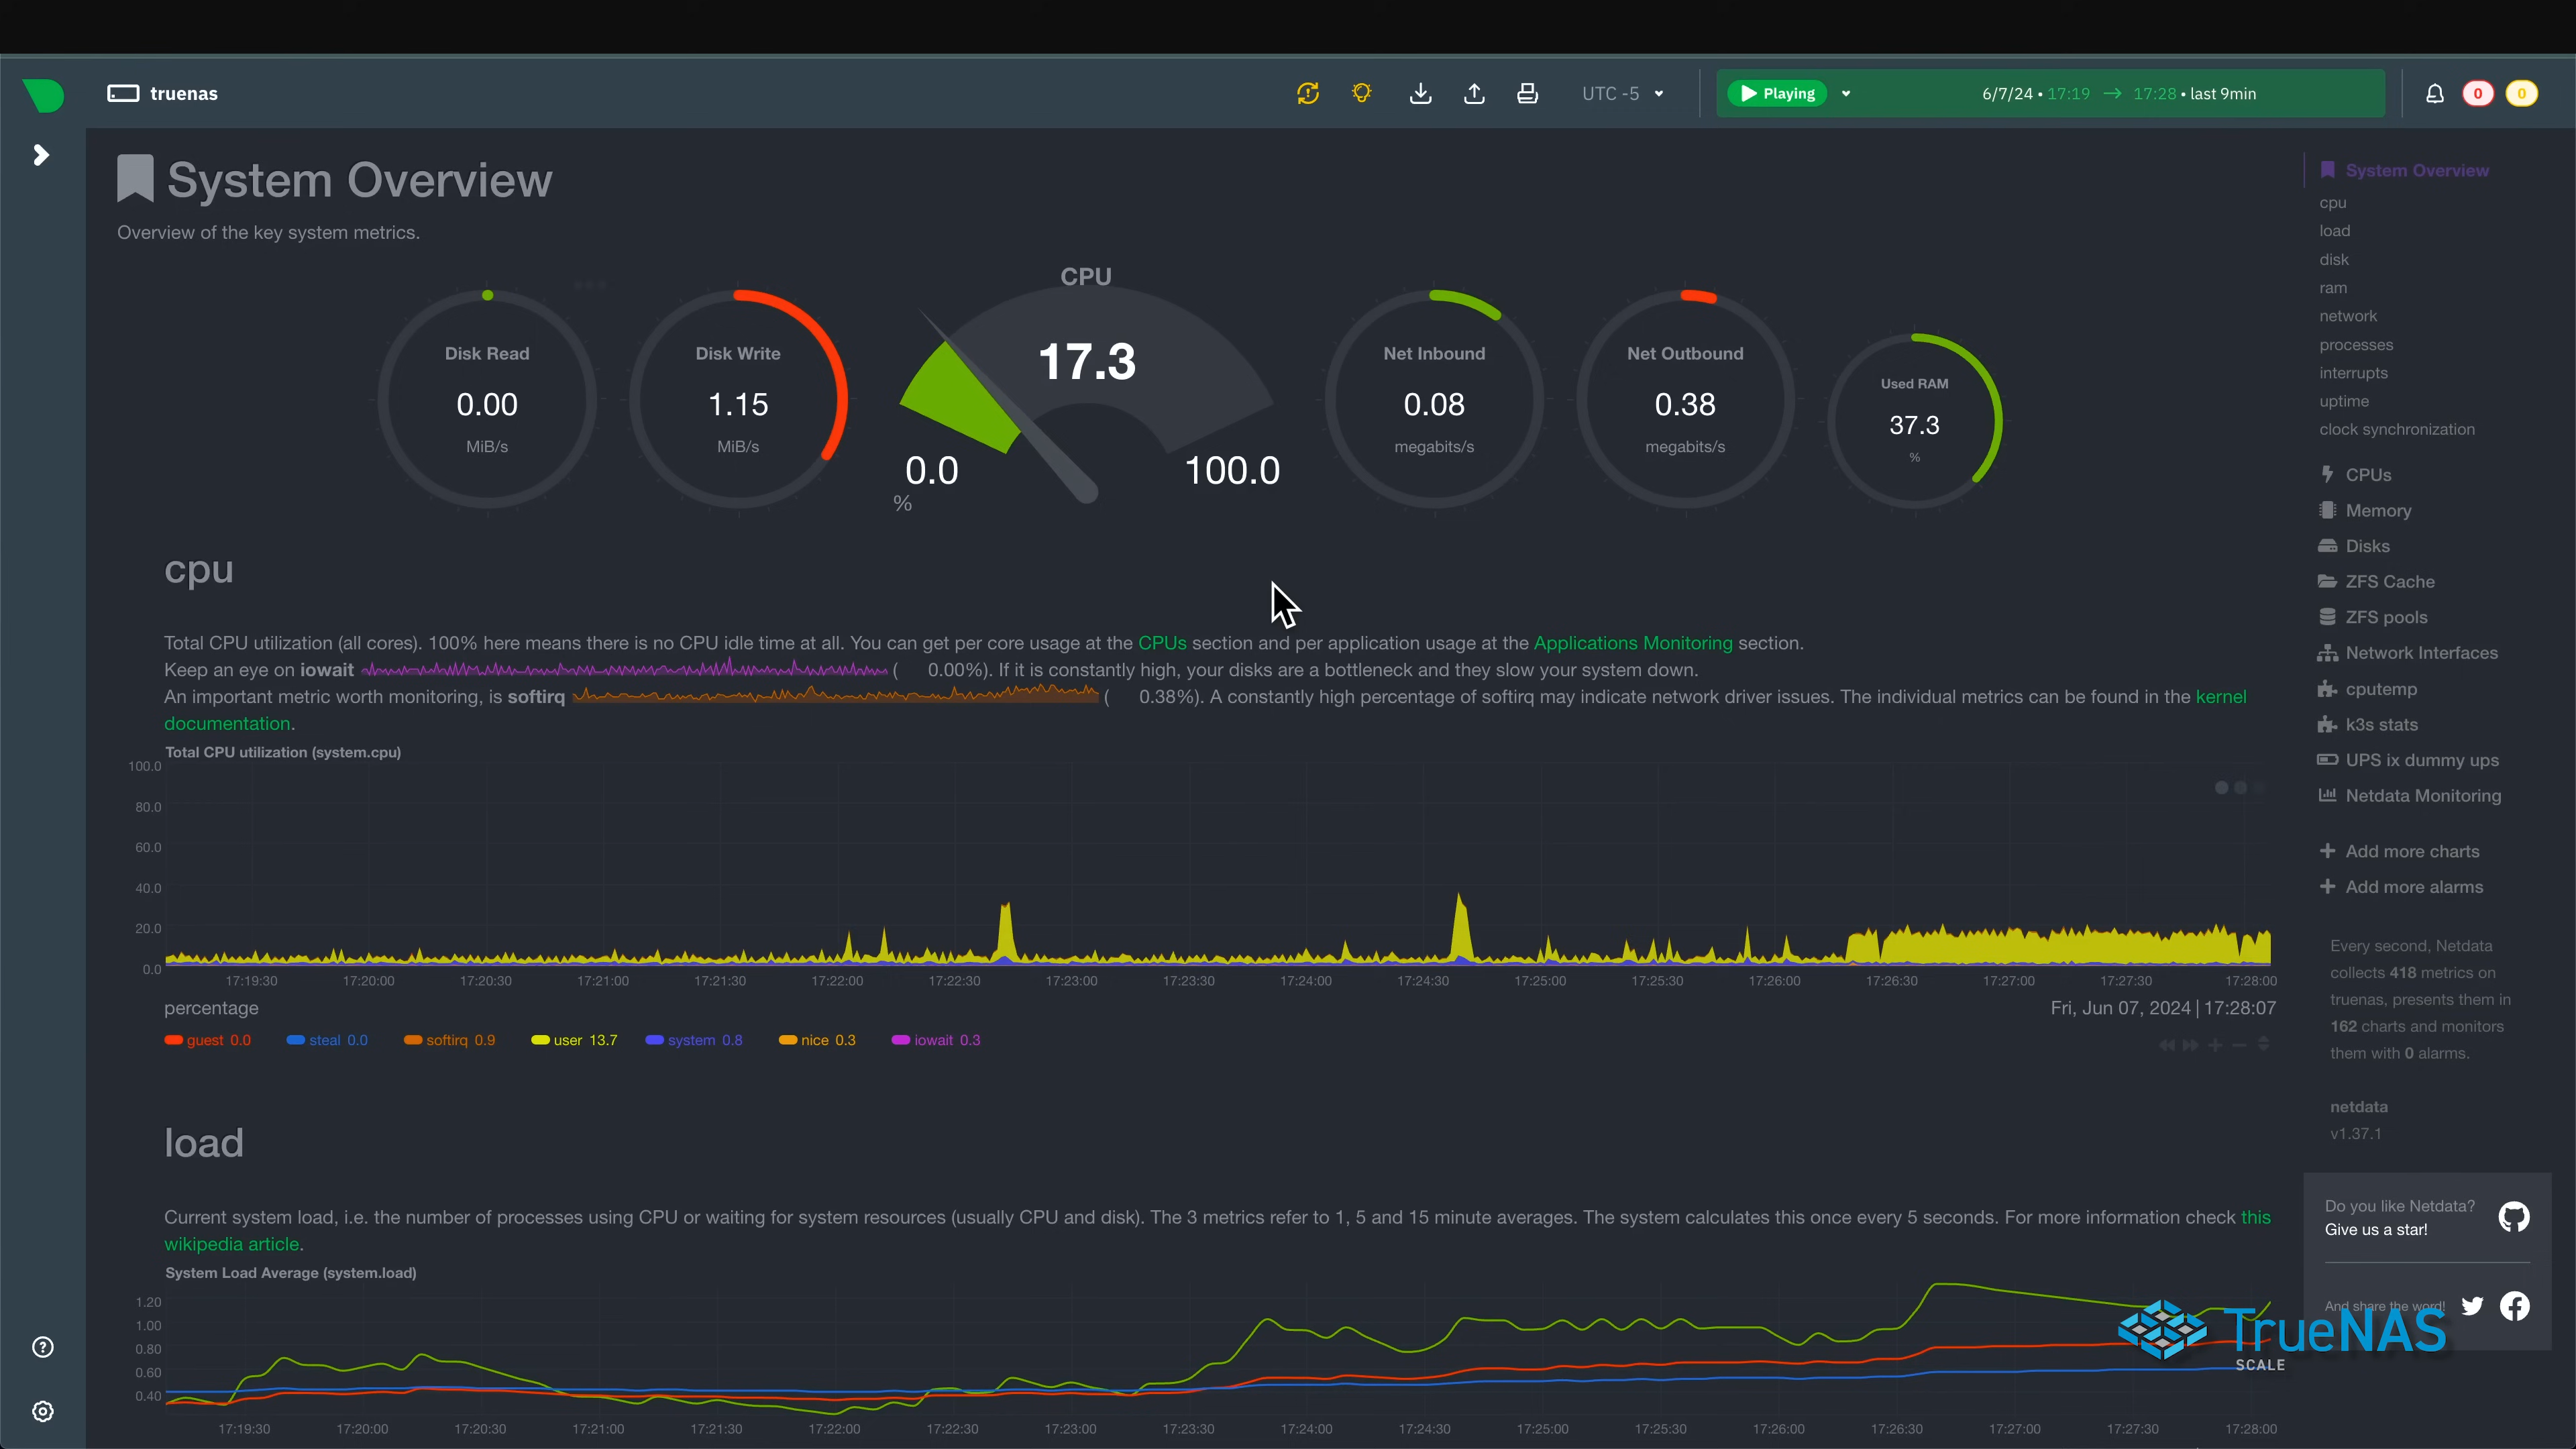 truenas
UTC -5
Playing
6/7/24 • 17:19 → 17:28 • last 9min
0
0
System Overview
Overview of the key system metrics.
Disk Read
0.00
MiB/s
Disk Write
1.15
MiB/s
CPU
17.3
0.0
100.0
%
Net Inbound
0.08
megabits/s
Net Outbound
0.38
megabits/s
Used RAM
37.3
%
cpu
Total CPU utilization (all cores). 100% here means there is no CPU idle time at all. You can get per core usage at the CPUs section and per application usage at the Applications Monitoring section.
Keep an eye on iowait ( 0.00%). If it is constantly high, your disks are a bottleneck and they slow your system down.
An important metric worth monitoring, is softirq ( 0.38%). A constantly high percentage of softirq may indicate network driver issues. The individual metrics can be found in the kernel
documentation.
Total CPU utilization (system.cpu)
100.0
80.0
60.0
40.0
20.0
0.0
17:19:30 17:20:00 17:20:30 17:21:00 17:21:30 17:22:00 17:22:30 17:23:00 17:23:30 17:24:00 17:24:30 17:25:00 17:25:30 17:26:00 17:26:30 17:27:00 17:27:30 17:28:00
percentage
Fri, Jun 07, 2024 | 17:28:07
guest 0.0 steal 0.0 softirq 0.9 user 13.7 system 0.8 nice 0.3 iowait 0.3
load
Current system load, i.e. the number of processes using CPU or waiting for system resources (usually CPU and disk). The 3 metrics refer to 1, 5 and 15 minute averages. The system calculates this once every 5 seconds. For more information check this
wikipedia article.
System Load Average (system.load)
1.20
1.00
0.80
0.60
0.40
17:19:30 17:20:00 17:20:30 17:21:00 17:21:30 17:22:00 17:22:30 17:23:00 17:23:30 17:24:00 17:24:30 17:25:00 17:25:30 17:26:00 17:26:30 17:27:00 17:27:30 17:28:00
System Overview
cpu
load
disk
ram
network
processes
interrupts
uptime
clock synchronization
CPUs
Memory
Disks
ZFS Cache
ZFS pools
Network Interfaces
cputemp
k3s stats
UPS ix dummy ups
Netdata Monitoring
Add more charts
Add more alarms
Every second, Netdata
collects 418 metrics on
truenas, presents them in
162 charts and monitors
them with 0 alarms.
netdata
v1.37.1
Do you like Netdata?
Give us a star!
And share the word!
TrueNAS
SCALE